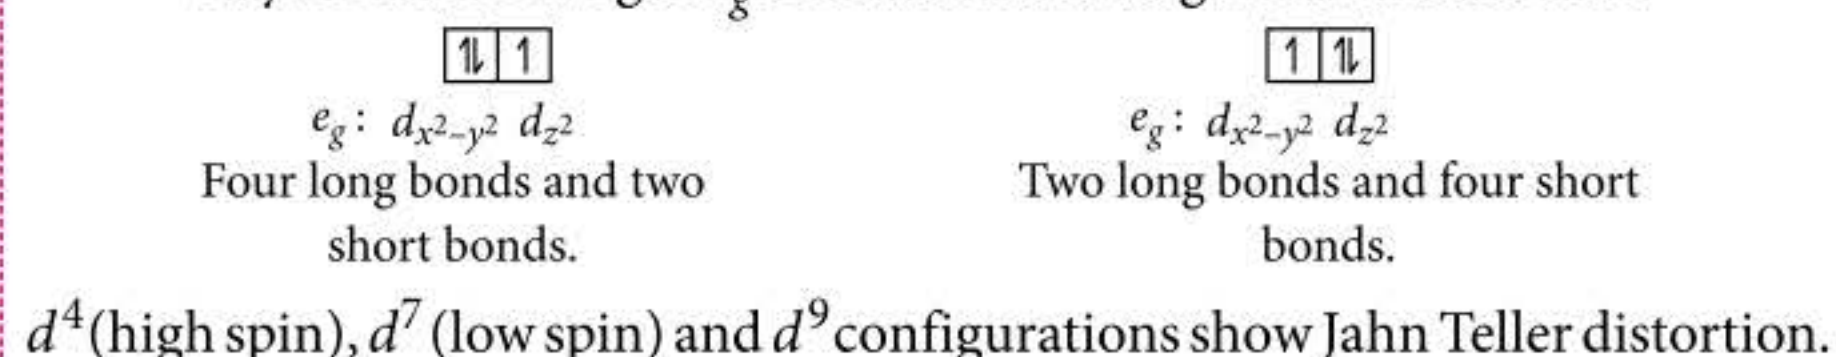 g
⥮ 1 1 ⥮
e_g : d_{x²–y²} d_{z²} e_g : d_{x²–y²} d_{z²}
Four long bonds and two Two long bonds and four short
short bonds. bonds.
d⁴(high spin), d⁷ (low spin) and d⁹ configurations show Jahn Teller distortion.